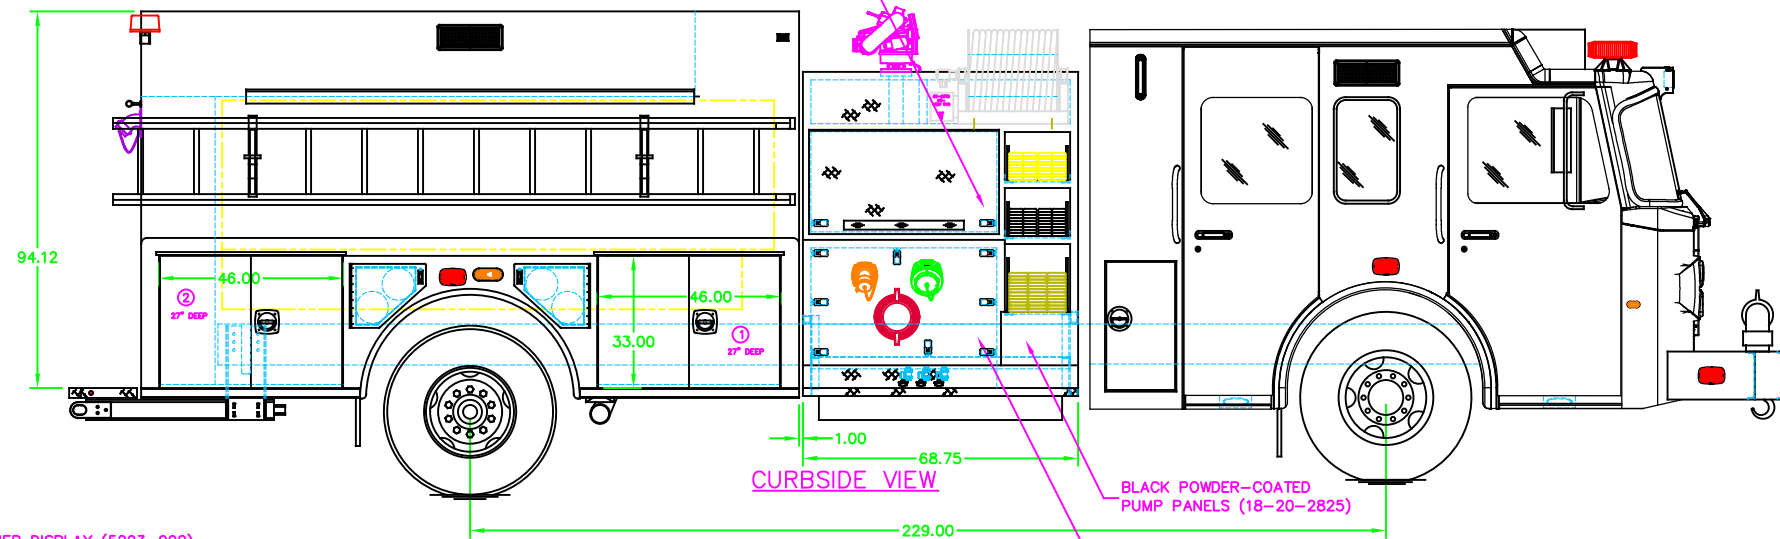 94.12
46.00
②
27" DEEP
46.00
33.00
①
27" DEEP
1.00
68.75
CURBSIDE VIEW
BLACK POWDER-COATED
PUMP PANELS (18-20-2825)
229.00